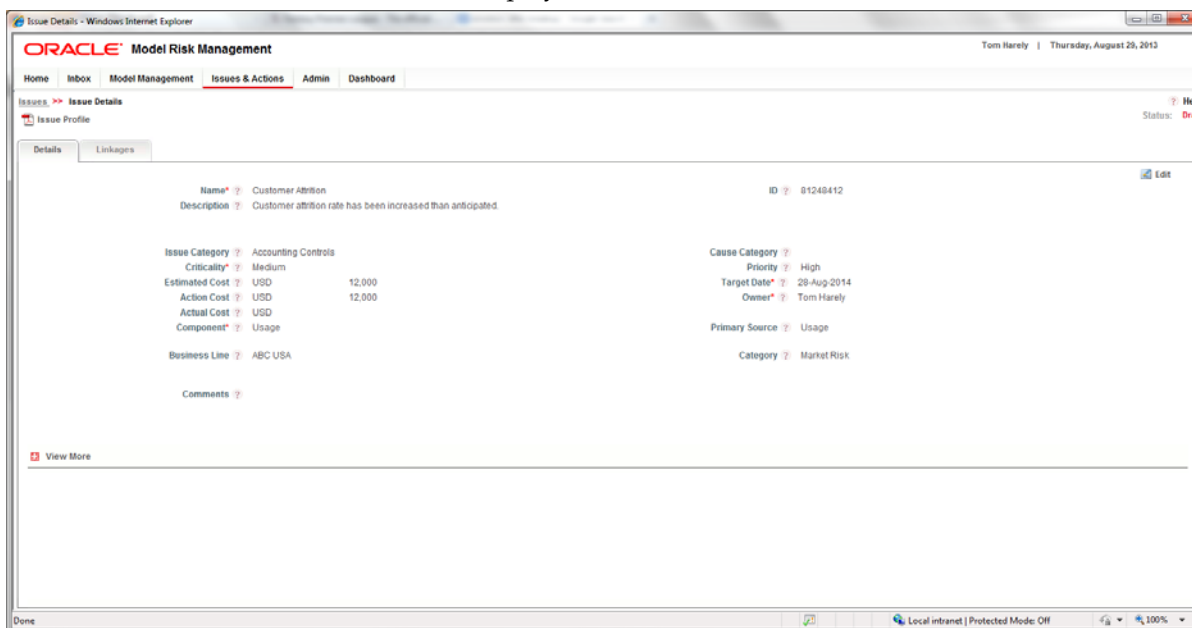 Issue Details - Windows Internet Explorer
ORACLE Model Risk Management
Tom Harely | Thursday, August 29, 2013
Home Inbox Model Management Issues & Actions Admin Dashboard
Issues >> Issue Details
? He
Issue Profile
Status: Dr
Details Linkages
Edit
Name* ? Customer Attrition ID ? 81248412
Description ? Customer attrition rate has been increased than anticipated.
Issue Category ? Accounting Controls Cause Category ?
Criticality* ? Medium Priority ? High
Estimated Cost ? USD 12,000 Target Date* ? 28-Aug-2014
Action Cost ? USD 12,000 Owner* ? Tom Harely
Actual Cost ? USD
Component* ? Usage Primary Source ? Usage
Business Line ? ABC USA Category ? Market Risk
Comments ?
View More
Done Local intranet | Protected Mode: Off 100%